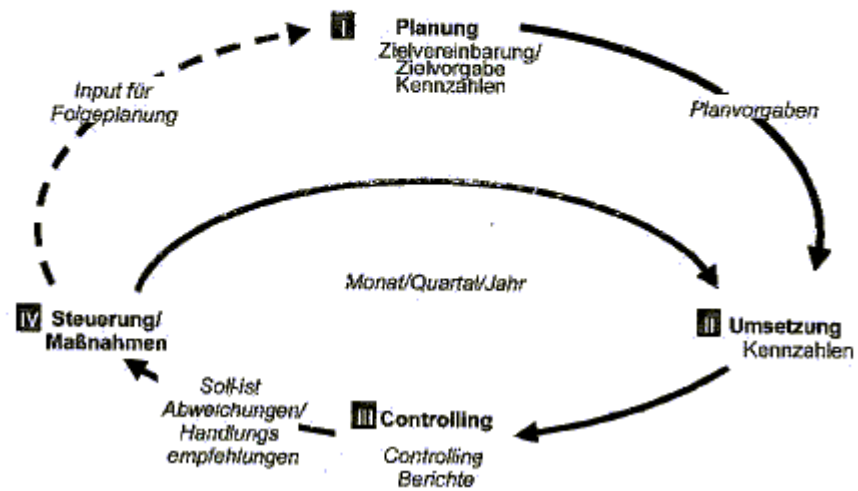 I Planung
Zielvereinbarung/
Zielvorgabe
Kennzahlen
Input für
Folgeplanung
Planvorgaben
Monat/Quartal/Jahr
IV Steuerung/
Maßnahmen
II Umsetzung
Kennzahlen
Soll-ist
Abweichungen/
Handlungs
empfehlungen
III Controlling
Controlling
Berichte